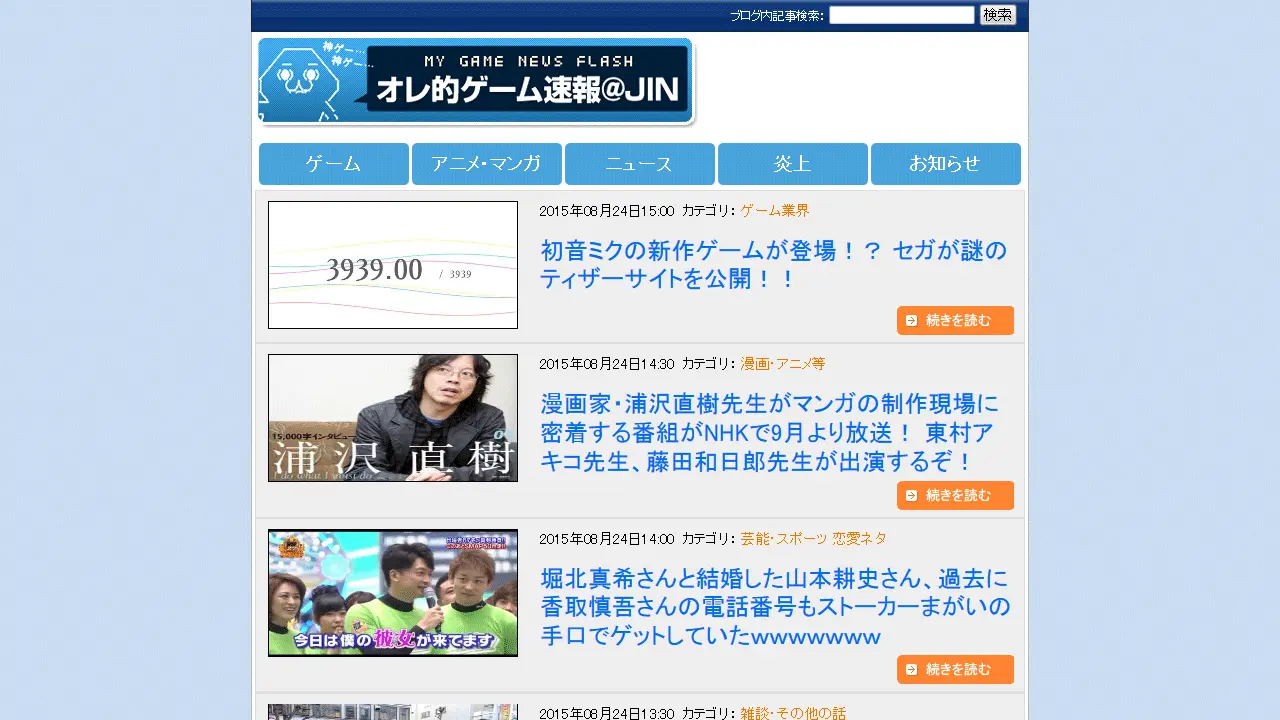 ブログ内記事検索:
検索
神ゲー…
神ゲー…
MY GAME NEWS FLASH
オレ的ゲーム速報@JIN
ゲーム
アニメ・マンガ
ニュース
炎上
お知らせ
3939.00 / 3939
2015年08月24日15:00 カテゴリ: ゲーム業界
初音ミクの新作ゲームが登場！？ セガが謎の
ティザーサイトを公開！！
続きを読む
15,000字インタビュー
浦沢直樹
I do what I must do
2015年08月24日14:30 カテゴリ: 漫画・アニメ等
漫画家・浦沢直樹先生がマンガの制作現場に
密着する番組がNHKで9月より放送！ 東村ア
キコ先生、藤田和日郎先生が出演するぞ！
続きを読む
今日は僕の彼女が来てます
2015年08月24日14:00 カテゴリ: 芸能・スポーツ 恋愛ネタ
堀北真希さんと結婚した山本耕史さん、過去に
香取慎吾さんの電話番号もストーカーまがいの
手口でゲットしていたwwwwwww
続きを読む
2015年08月24日13:30 カテゴリ: 雑談・その他の話